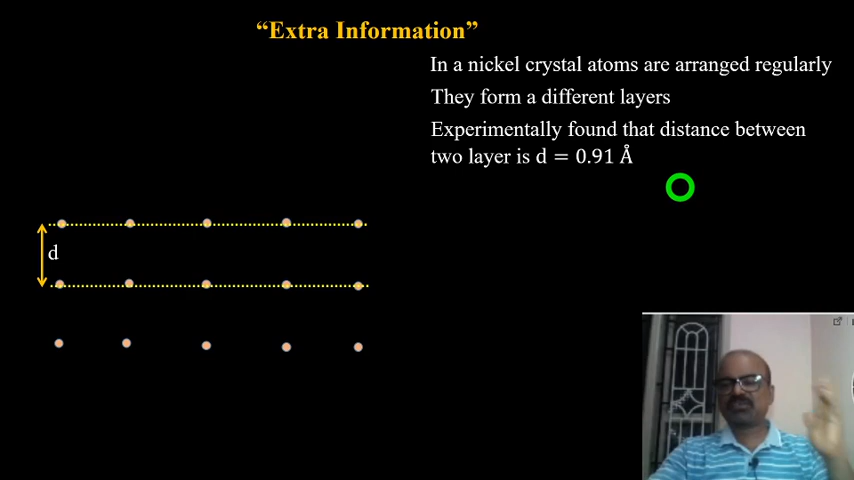 “Extra Information”
In a nickel crystal atoms are arranged regularly
They form a different layers
Experimentally found that distance between
two layer is d = 0.91 Å
d